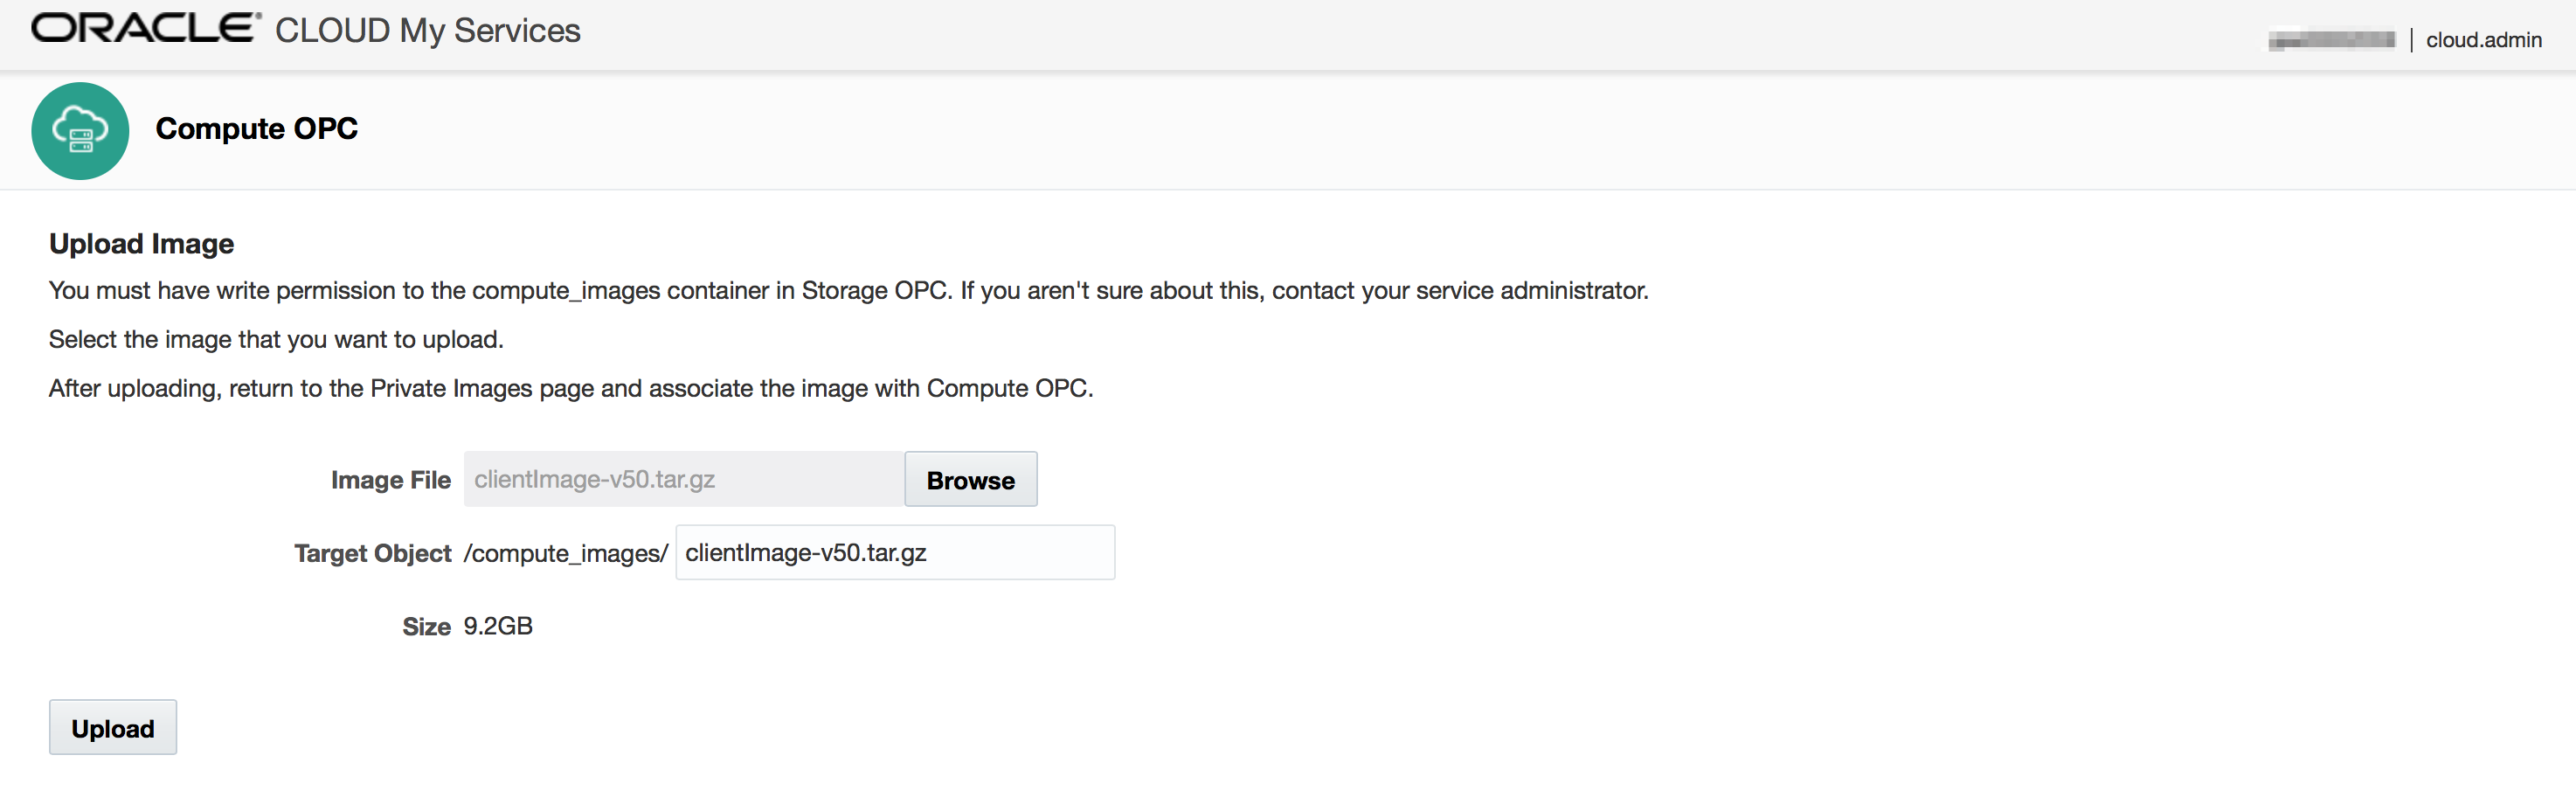 ORACLE® CLOUD My Services
| cloud.admin
Compute OPC
Upload Image
You must have write permission to the compute_images container in Storage OPC. If you aren't sure about this, contact your service administrator.
Select the image that you want to upload.
After uploading, return to the Private Images page and associate the image with Compute OPC.
Image File clientImage-v50.tar.gz Browse
Target Object /compute_images/ clientImage-v50.tar.gz
Size 9.2GB
Upload